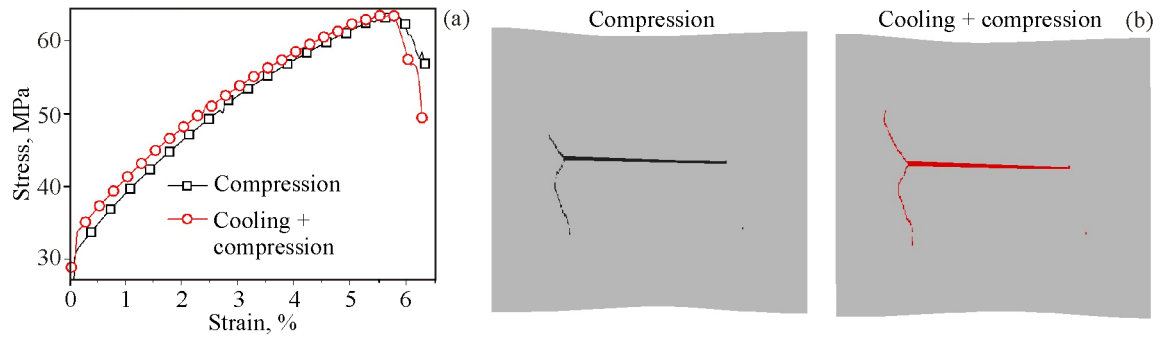 (a)
Stress, MPa
60
50
40
30
0
1
2
3
4
5
6
Strain, %
Compression
Cooling +
compression
Compression
Cooling + compression
(b)